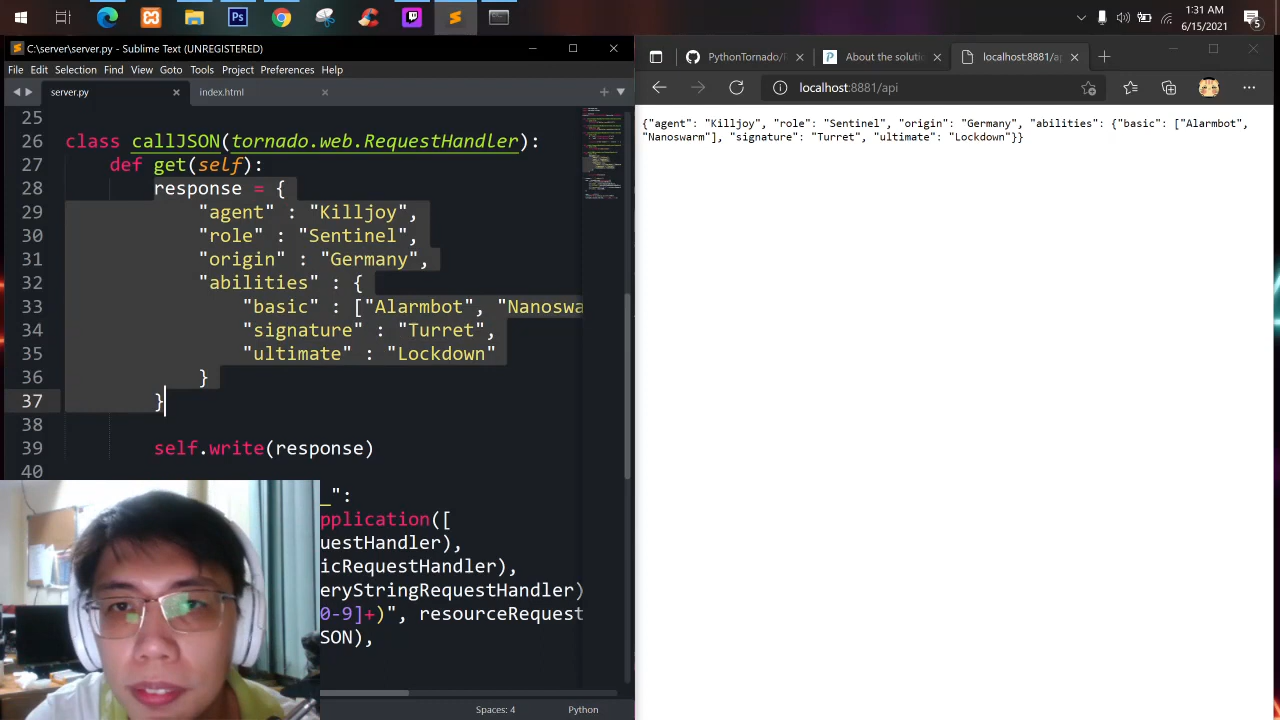 1:31 AM
6/15/2021
5
C:\server\server.py - Sublime Text (UNREGISTERED)
File Edit Selection Find View Goto Tools Project Preferences Help
server.py
index.html
25
26 class callJSON(tornado.web.RequestHandler):
27 def get(self):
28 response = {
29 "agent" : "Killjoy",
30 "role" : "Sentinel",
31 "origin" : "Germany",
32 "abilities" : {
33 "basic" : ["Alarmbot", "Nanoswa
34 "signature" : "Turret",
35 "ultimate" : "Lockdown"
36 }
37 }
38
39 self.write(response)
40
__":
pplication([
uestHandler),
icRequestHandler),
eryStringRequestHandler)
0-9]+)", resourceRequest
SON),
Spaces: 4 Python
PythonTornado/
About the solutio
localhost:8881/ap
localhost:8881/api
{"agent": "Killjoy", "role": "Sentinel", "origin": "Germany", "abilities": {"basic": ["Alarmbot",
"Nanoswarm"], "signature": "Turret", "ultimate": "Lockdown"}}